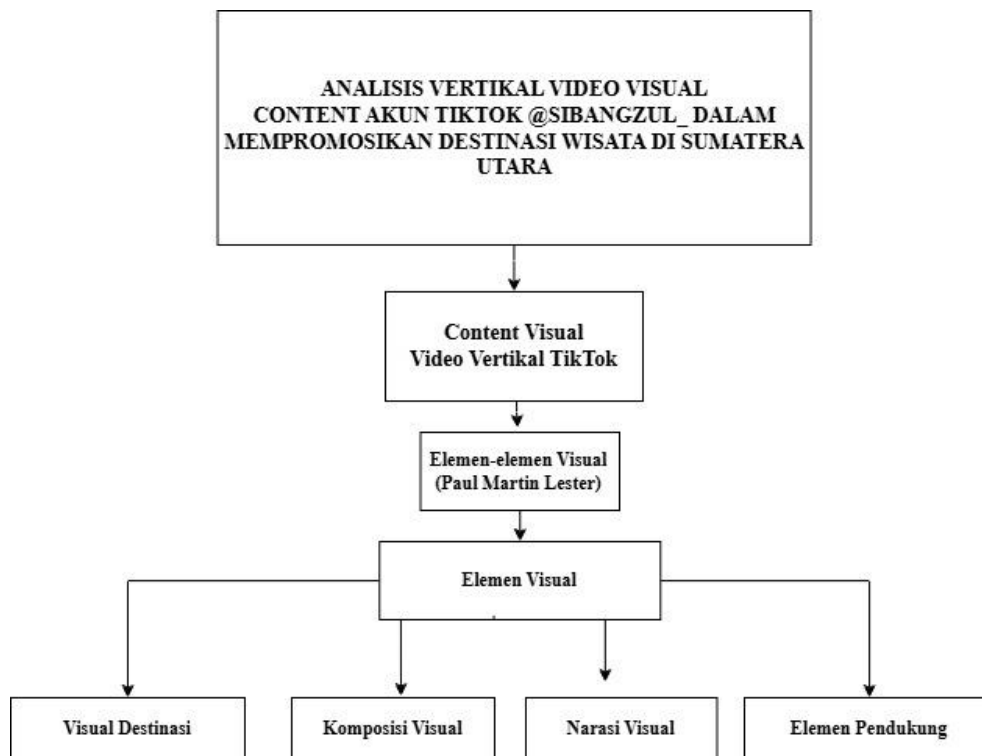 ANALISIS VERTIKAL VIDEO VISUAL
CONTENT AKUN TIKTOK @SIBANGZUL_ DALAM
MEMPROMOSIKAN DESTINASI WISATA DI SUMATERA
UTARA
Content Visual
Video Vertikal TikTok
Elemen-elemen Visual
(Paul Martin Lester)
Elemen Visual
Visual Destinasi
Komposisi Visual
Narasi Visual
Elemen Pendukung